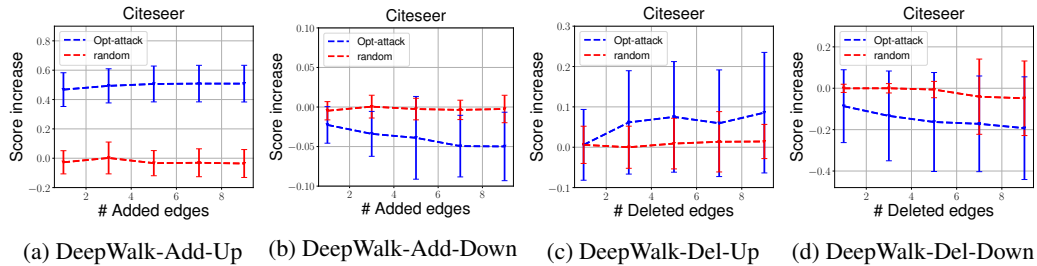 Citeseer
Opt-attack
random
Score increase
0.8
0.6
0.4
0.2
0.0
−0.2
2 4 6 8
# Added edges
(a) DeepWalk-Add-Up
Citeseer
Opt-attack
random
Score increase
0.10
0.05
0.00
−0.05
−0.10
2 4 6 8
# Added edges
(b) DeepWalk-Add-Down
Citeseer
Opt-attack
random
Score increase
0.3
0.2
0.1
0.0
−0.1
2 4 6 8
# Deleted edges
(c) DeepWalk-Del-Up
Citeseer
Opt-attack
random
Score increase
0.2
0.0
−0.2
−0.4
2 4 6 8
# Deleted edges
(d) DeepWalk-Del-Down